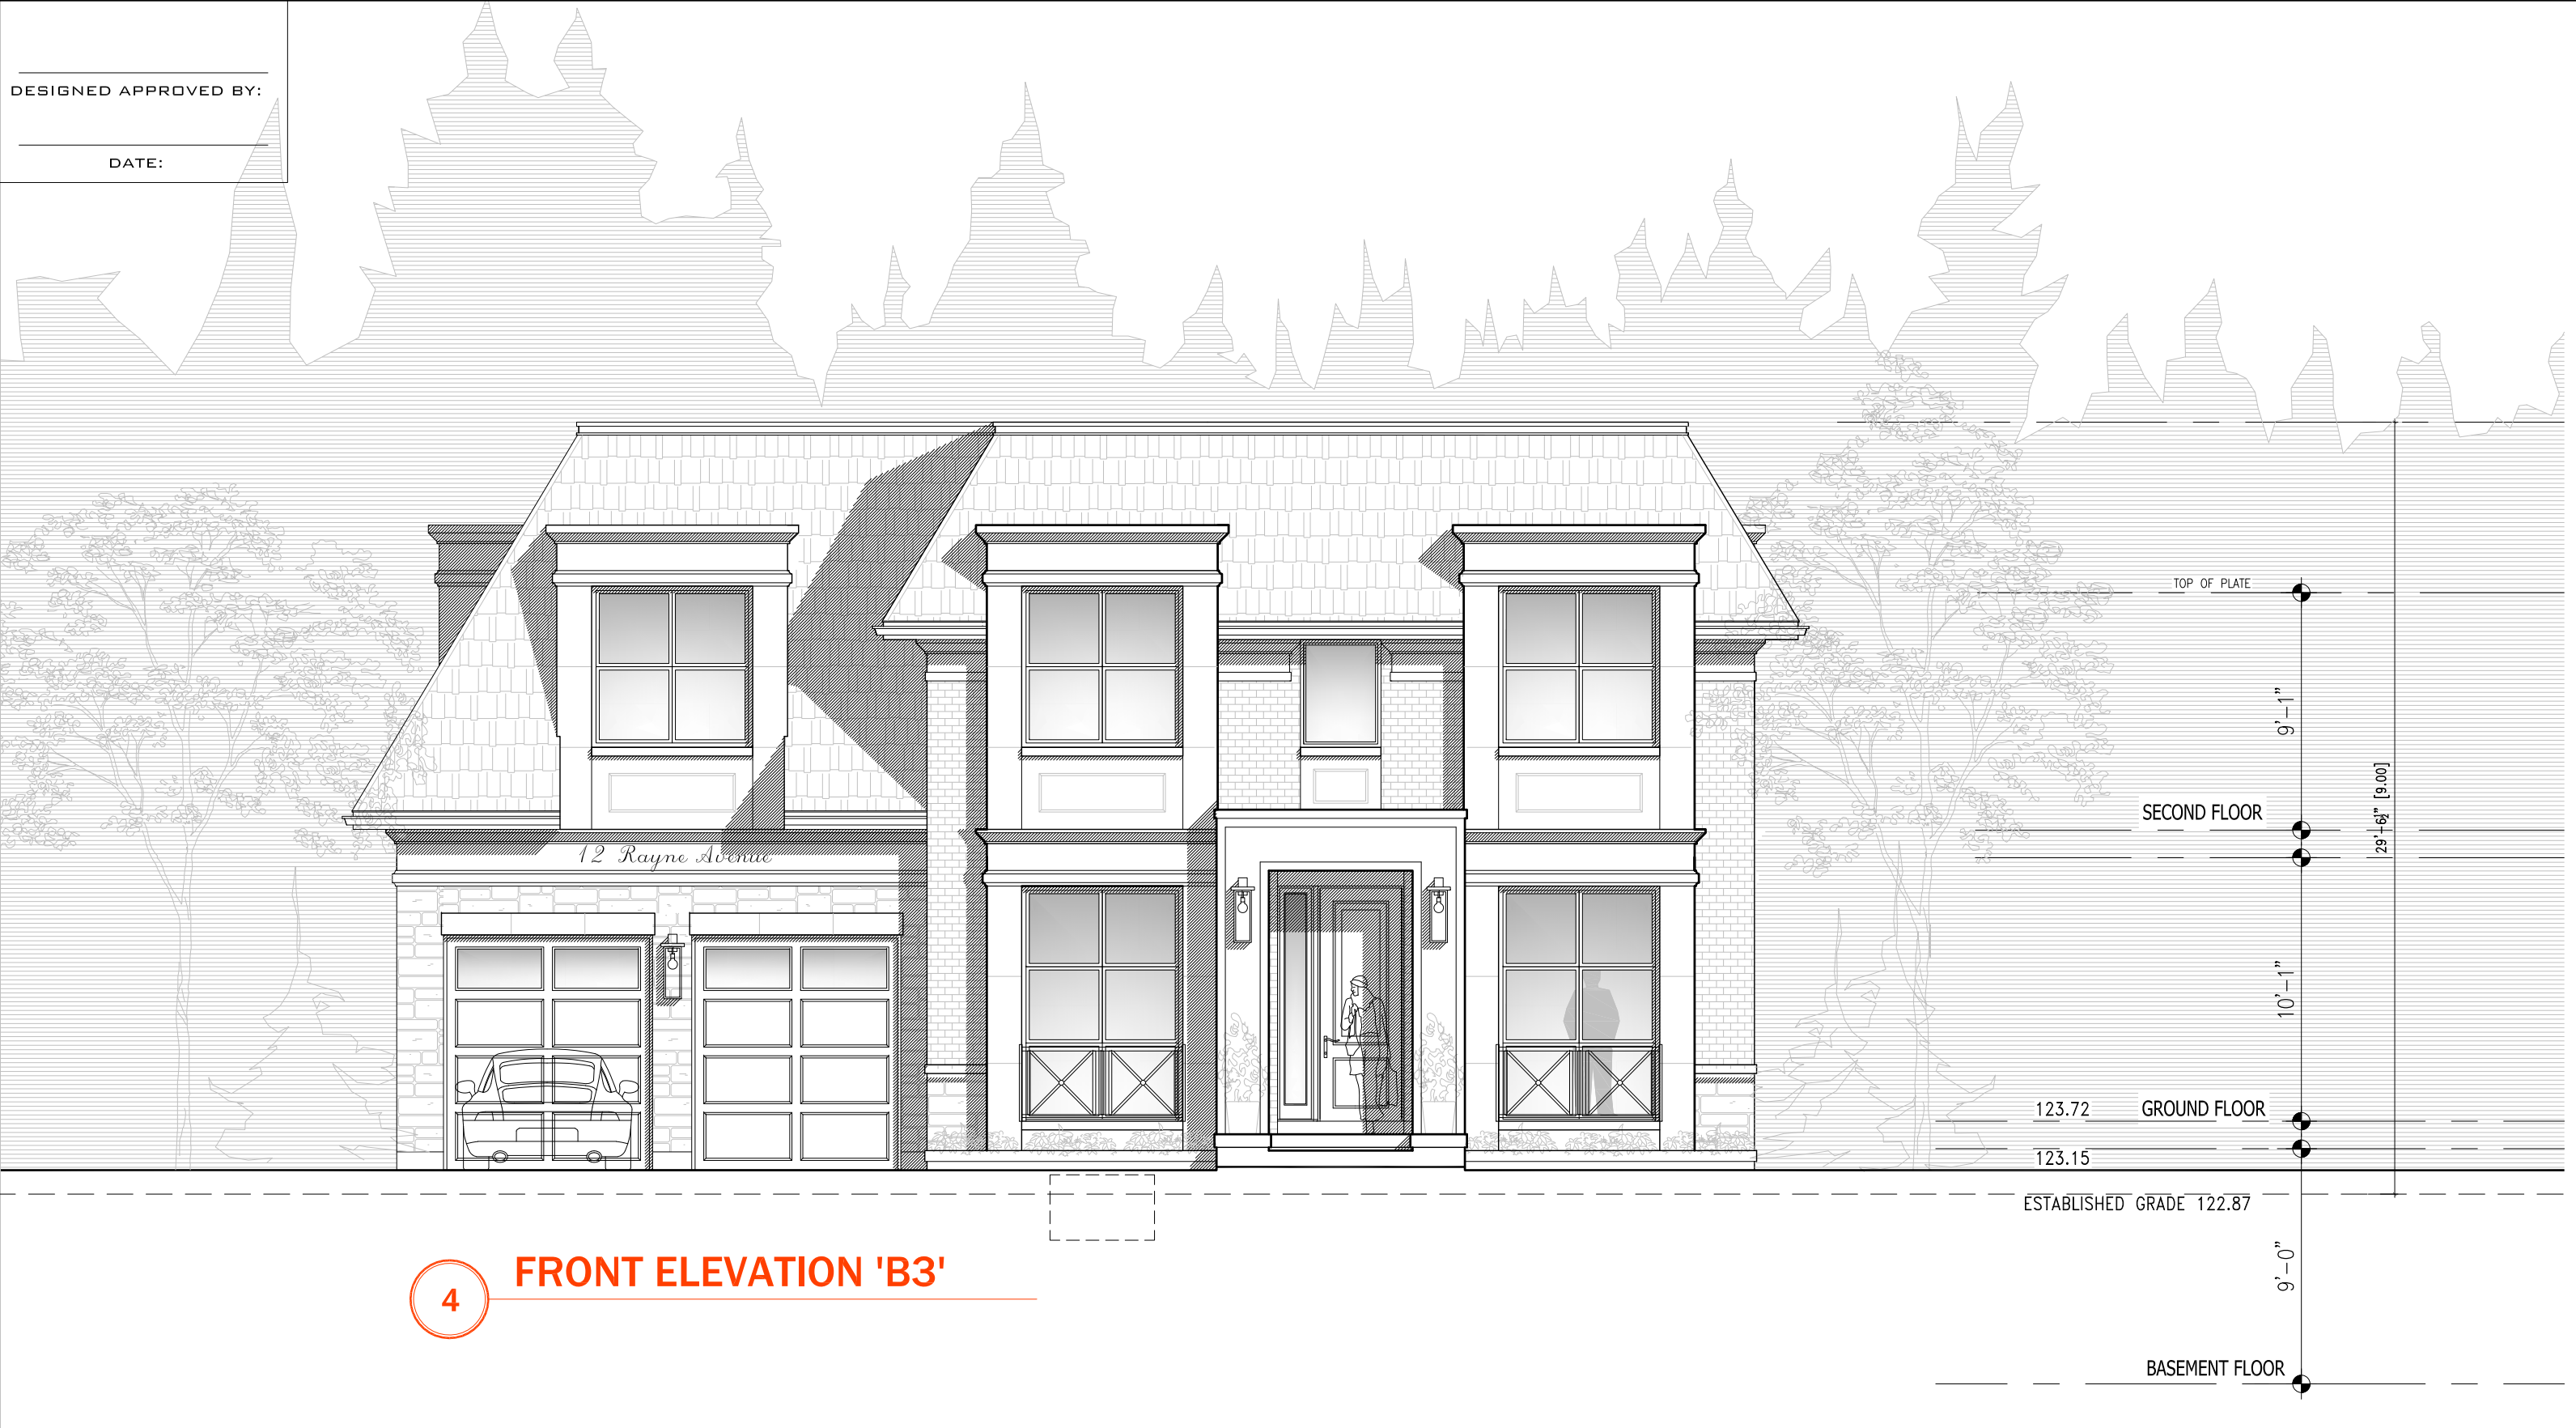 DESIGNED APPROVED BY:
DATE:
TOP OF PLATE
9'-1"
29'-6½" [9.00]
SECOND FLOOR
12 Rayne Avenue
10'-1"
123.72 GROUND FLOOR
123.15
ESTABLISHED GRADE 122.87
9'-0"
4 FRONT ELEVATION 'B3'
BASEMENT FLOOR